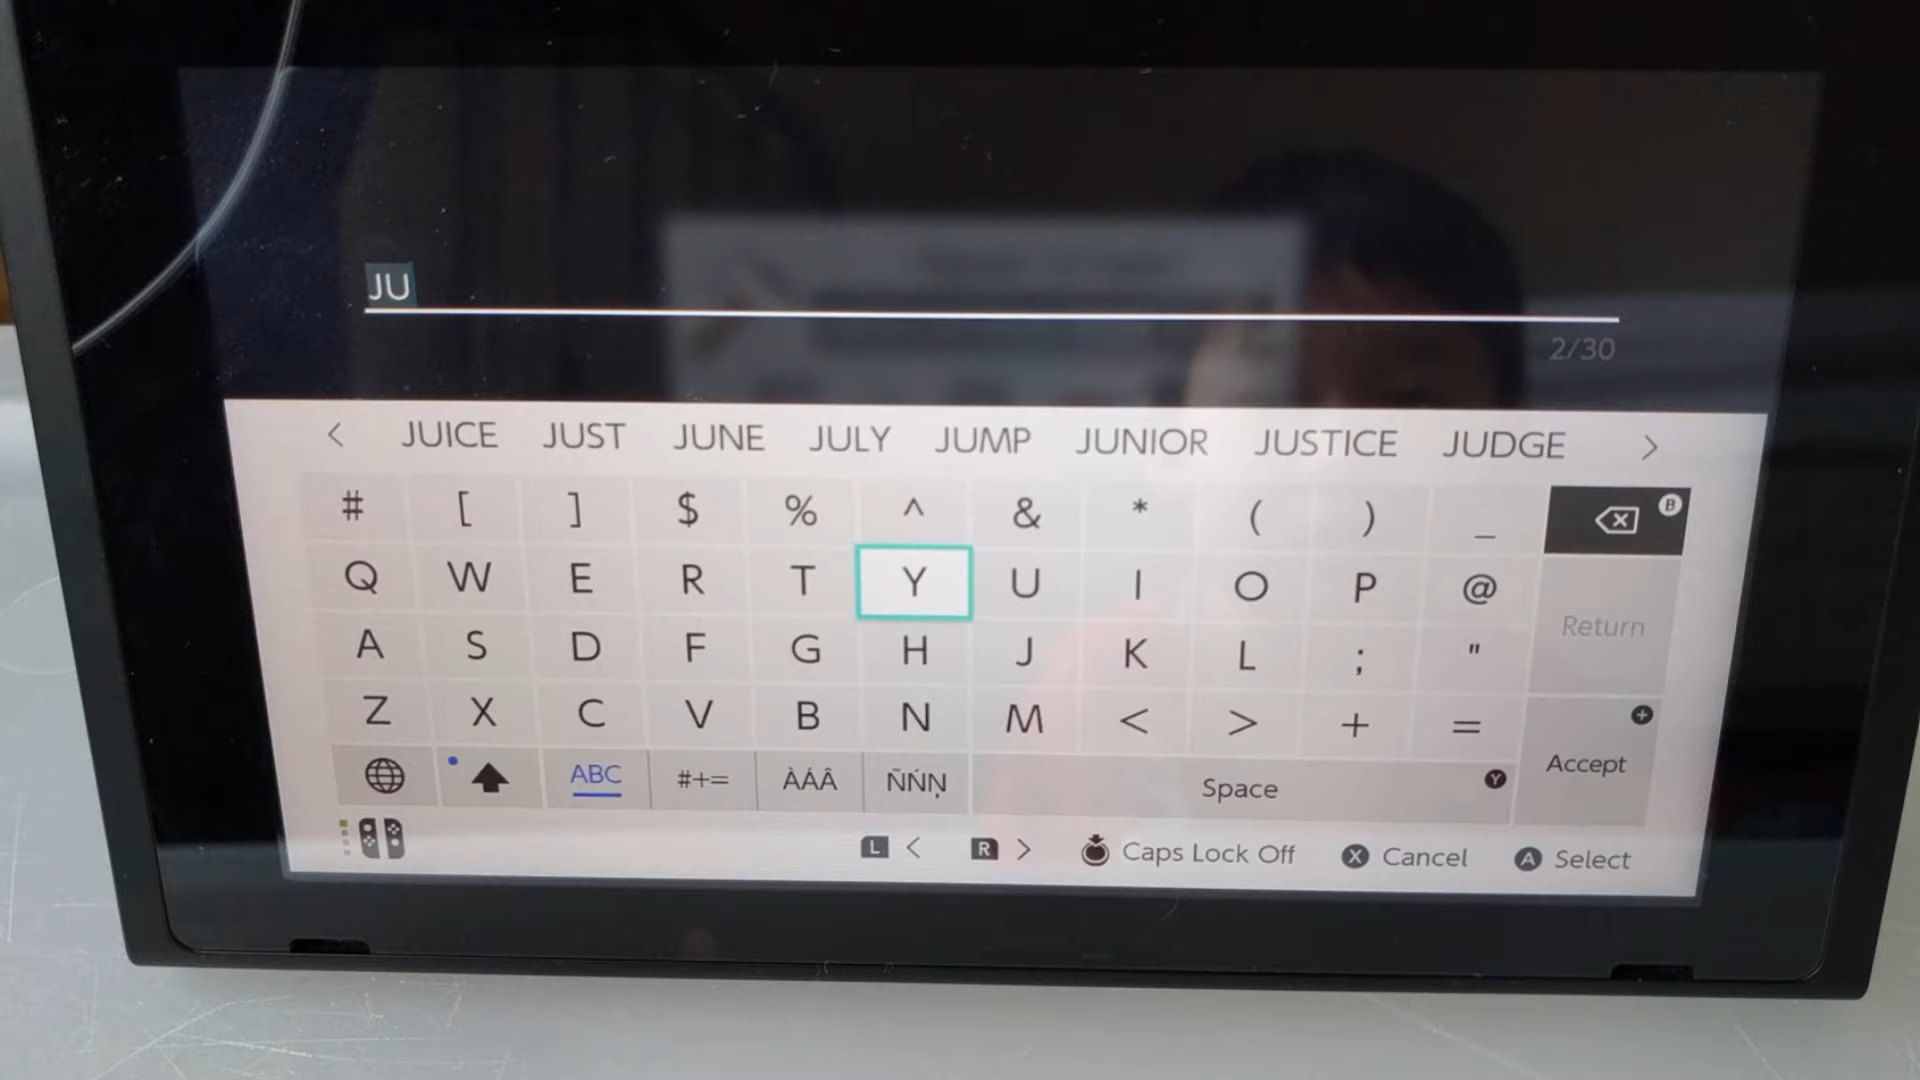 JU
2/30
< JUICE JUST JUNE JULY JUMP JUNIOR JUSTICE JUDGE >
# [ ] $ % ^ & * ( ) _ B
Q W E R T Y U I O P @ Return
A S D F G H J K L ; "
Z X C V B N M < > + = + Accept
ABC #+= ÀÁÂ ÑŃŅ Space Y
L < R > Caps Lock Off X Cancel A Select